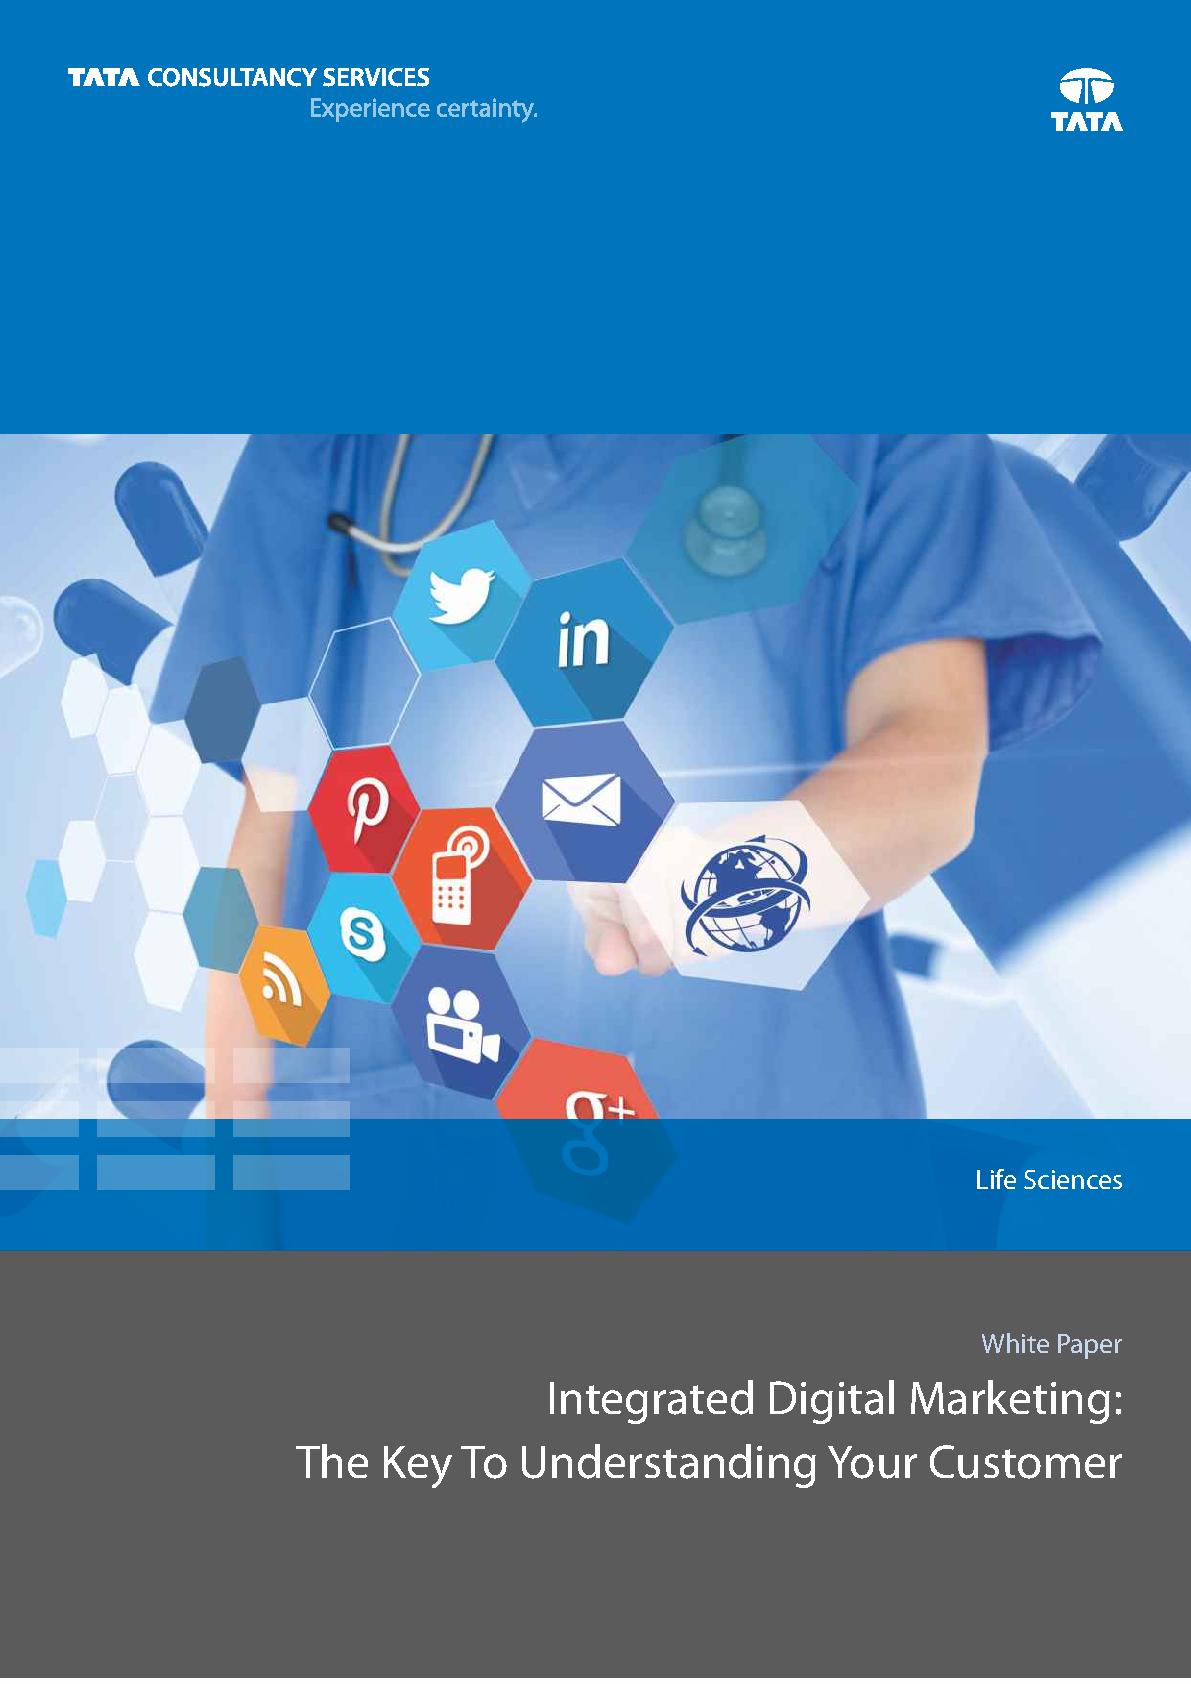 TATA CONSULTANCY SERVICES
Experience certainty.
TATA
in
g+
Life Sciences
White Paper
Integrated Digital Marketing:
The Key To Understanding Your Customer